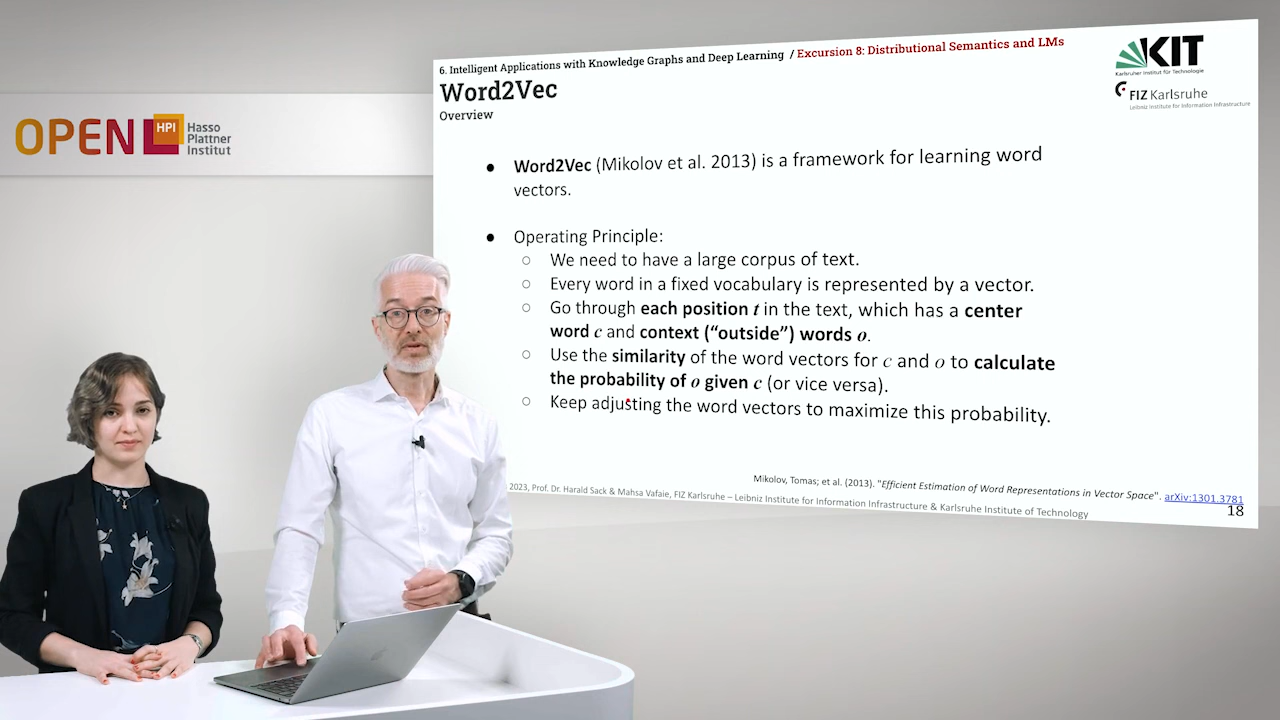 OPEN HPI Hasso
Plattner
Institut
6. Intelligent Applications with Knowledge Graphs and Deep Learning / Excursion 8: Distributional Semantics and LMs
Word2Vec
Overview
KIT
Karlsruher Institut für Technologie
FIZ Karlsruhe
Leibniz Institute for Information Infrastructure
● Word2Vec (Mikolov et al. 2013) is a framework for learning word
vectors.
● Operating Principle:
○ We need to have a large corpus of text.
○ Every word in a fixed vocabulary is represented by a vector.
○ Go through each position t in the text, which has a center
word c and context (“outside”) words o.
○ Use the similarity of the word vectors for c and o to calculate
the probability of o given c (or vice versa).
○ Keep adjusting the word vectors to maximize this probability.
Mikolov, Tomas; et al. (2013). "Efficient Estimation of Word Representations in Vector Space". arXiv:1301.3781
2023, Prof. Dr. Harald Sack & Mahsa Vafaie, FIZ Karlsruhe – Leibniz Institute for Information Infrastructure & Karlsruhe Institute of Technology
18